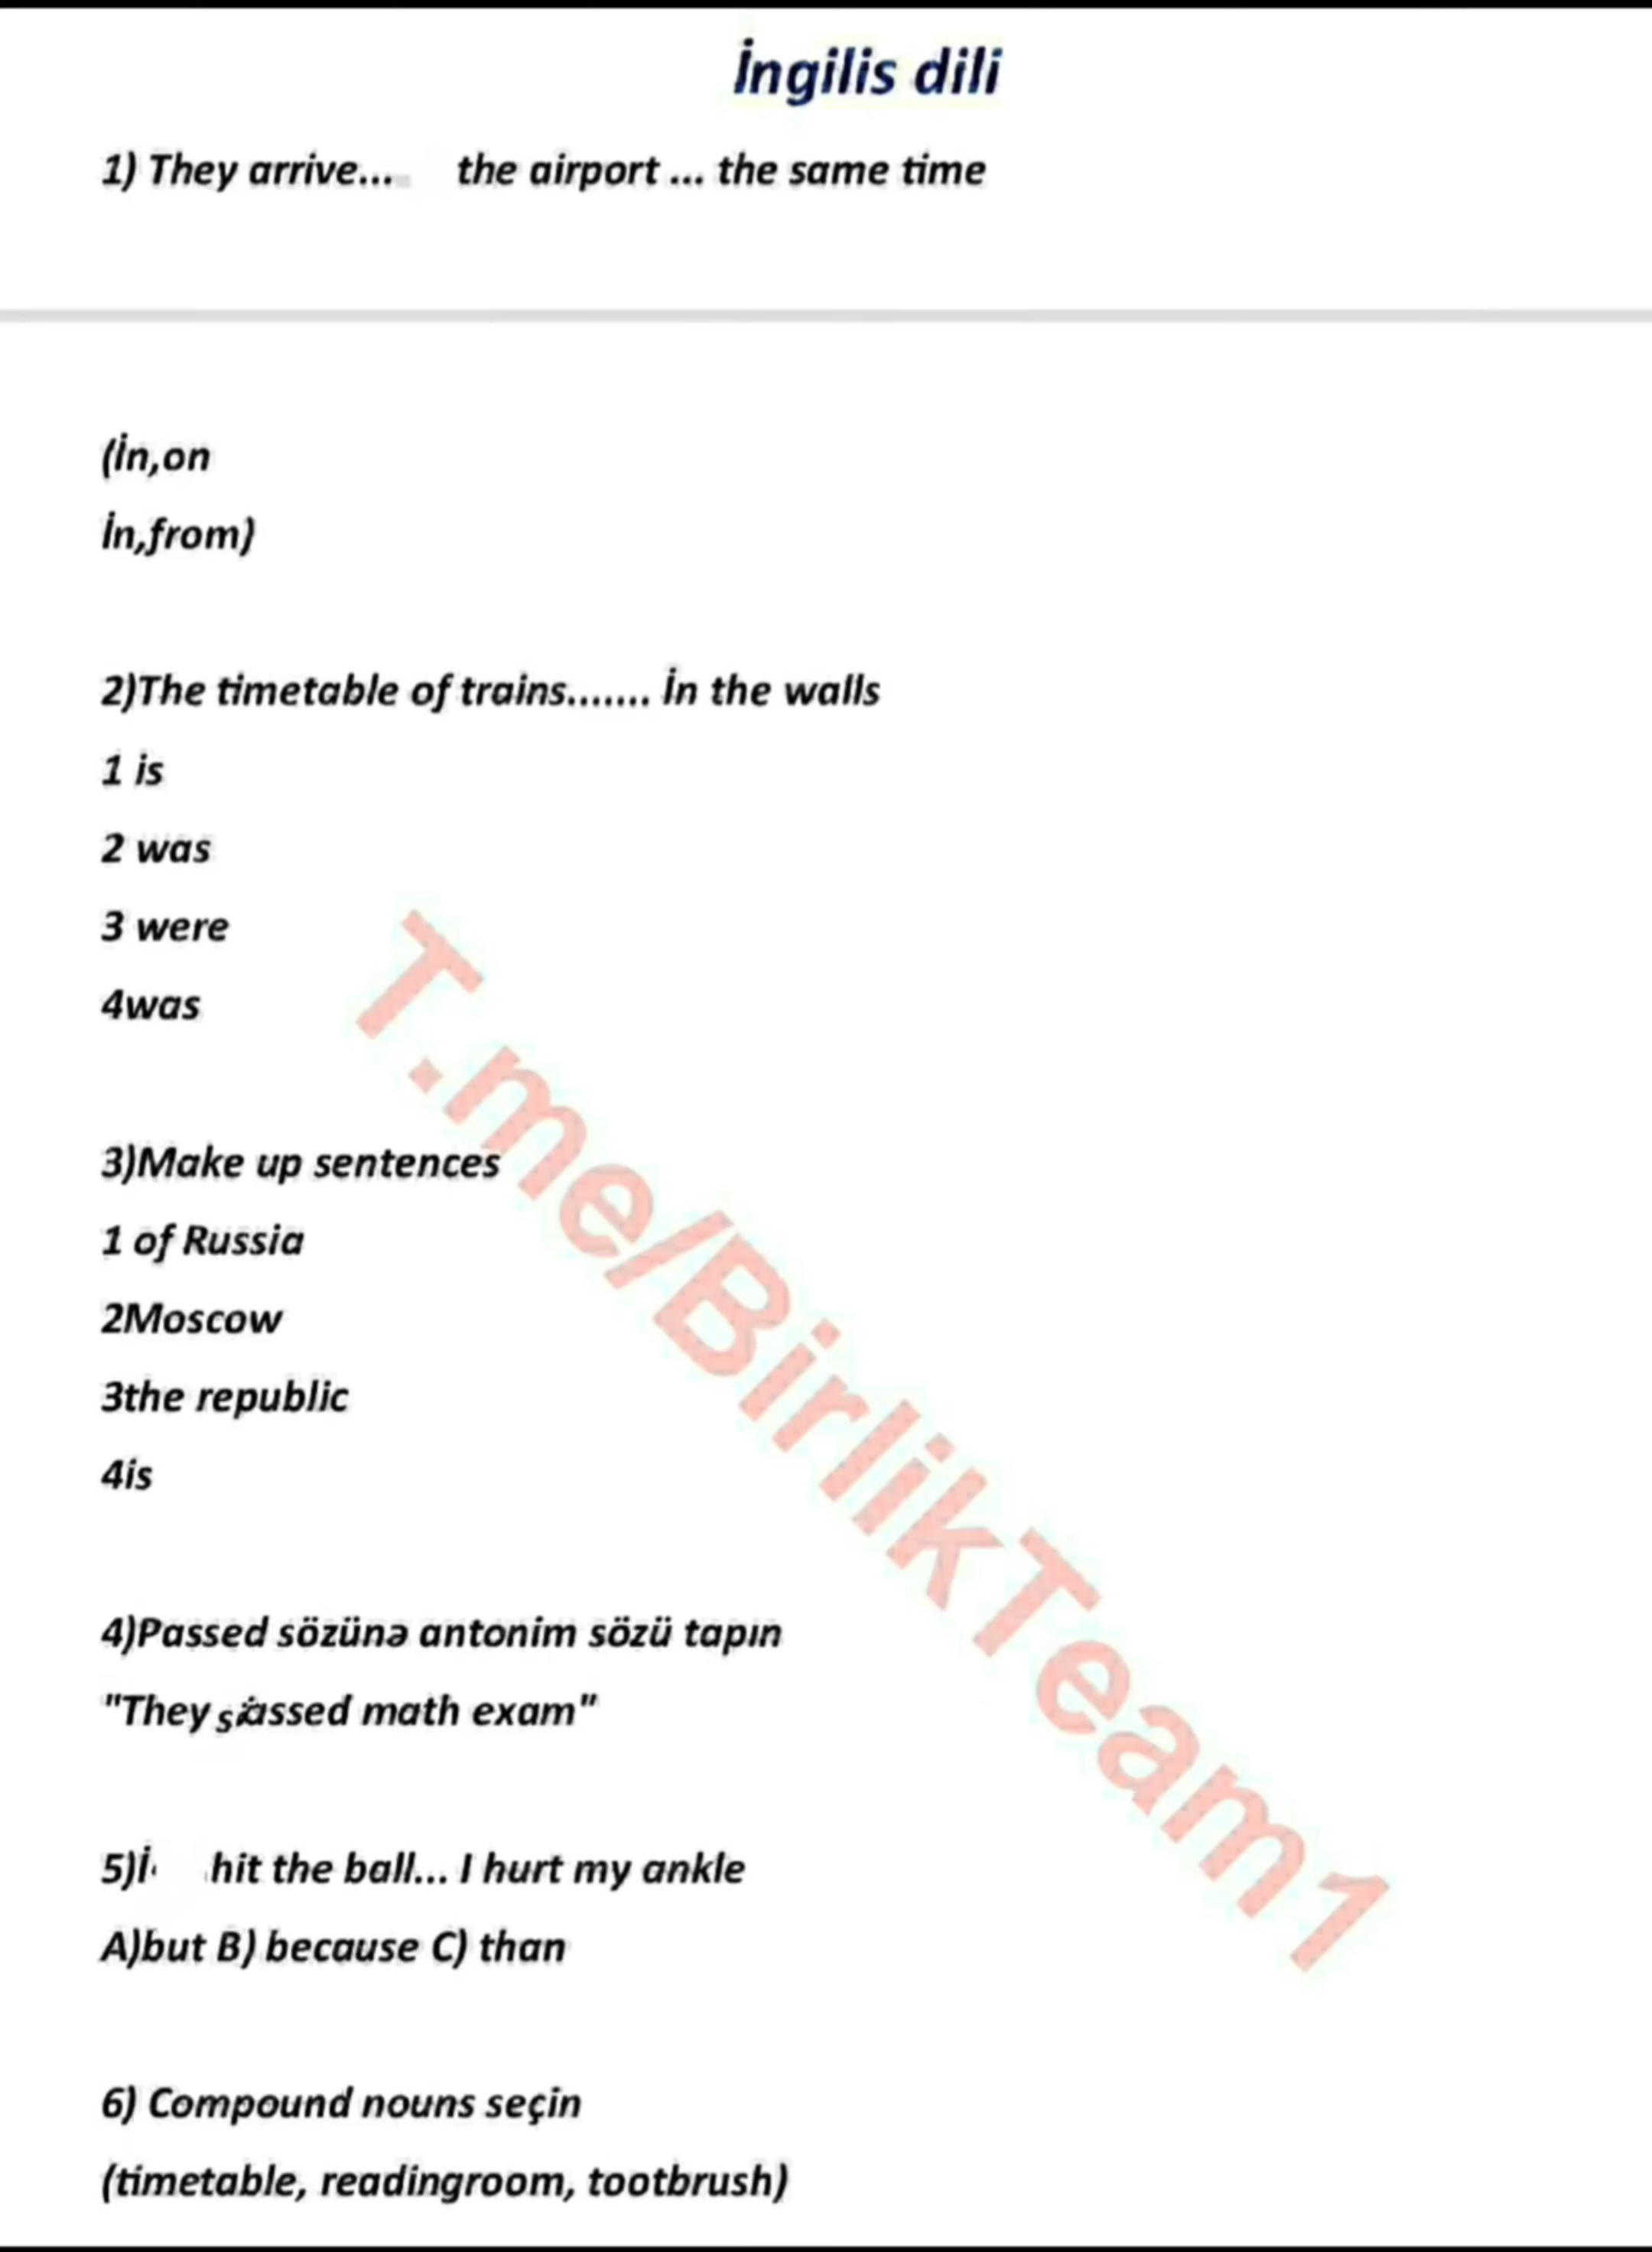 İngilis dili
1) They arrive... the airport ... the same time
(İn,on
İn,from)
2)The timetable of trains....... İn the walls
1 is
2 was
3 were
4was
3)Make up sentences
1 of Russia
2Moscow
3the republic
4is
4)Passed sözünə antonim sözü tapın
"They math exam"
5)İ hit the ball... I hurt my ankle
A)but B) because C) than
6) Compound nouns seçin
(timetable, readingroom, tootbrush)
T.me/BirlikTeam1